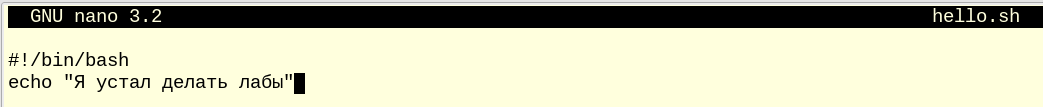 GNU nano 3.2 hello.sh
#!/bin/bash
echo "Я устал делать лабы"